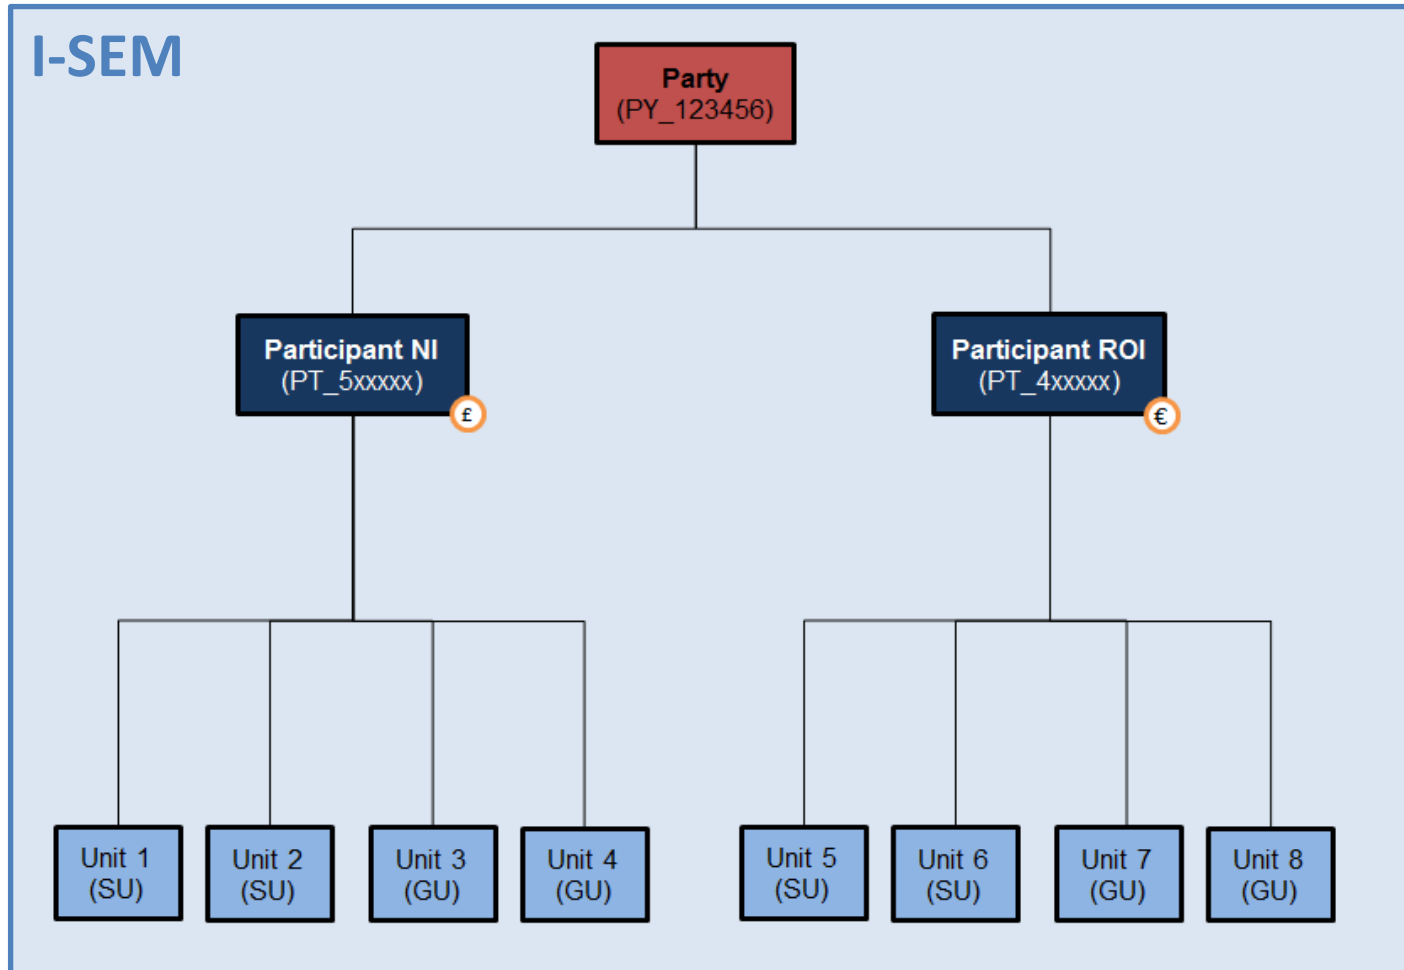 I-SEM
Party
(PY_123456)
Participant NI
(PT_5xxxxx)
£
Participant ROI
(PT_4xxxxx)
€
Unit 1
(SU)
Unit 2
(SU)
Unit 3
(GU)
Unit 4
(GU)
Unit 5
(SU)
Unit 6
(SU)
Unit 7
(GU)
Unit 8
(GU)